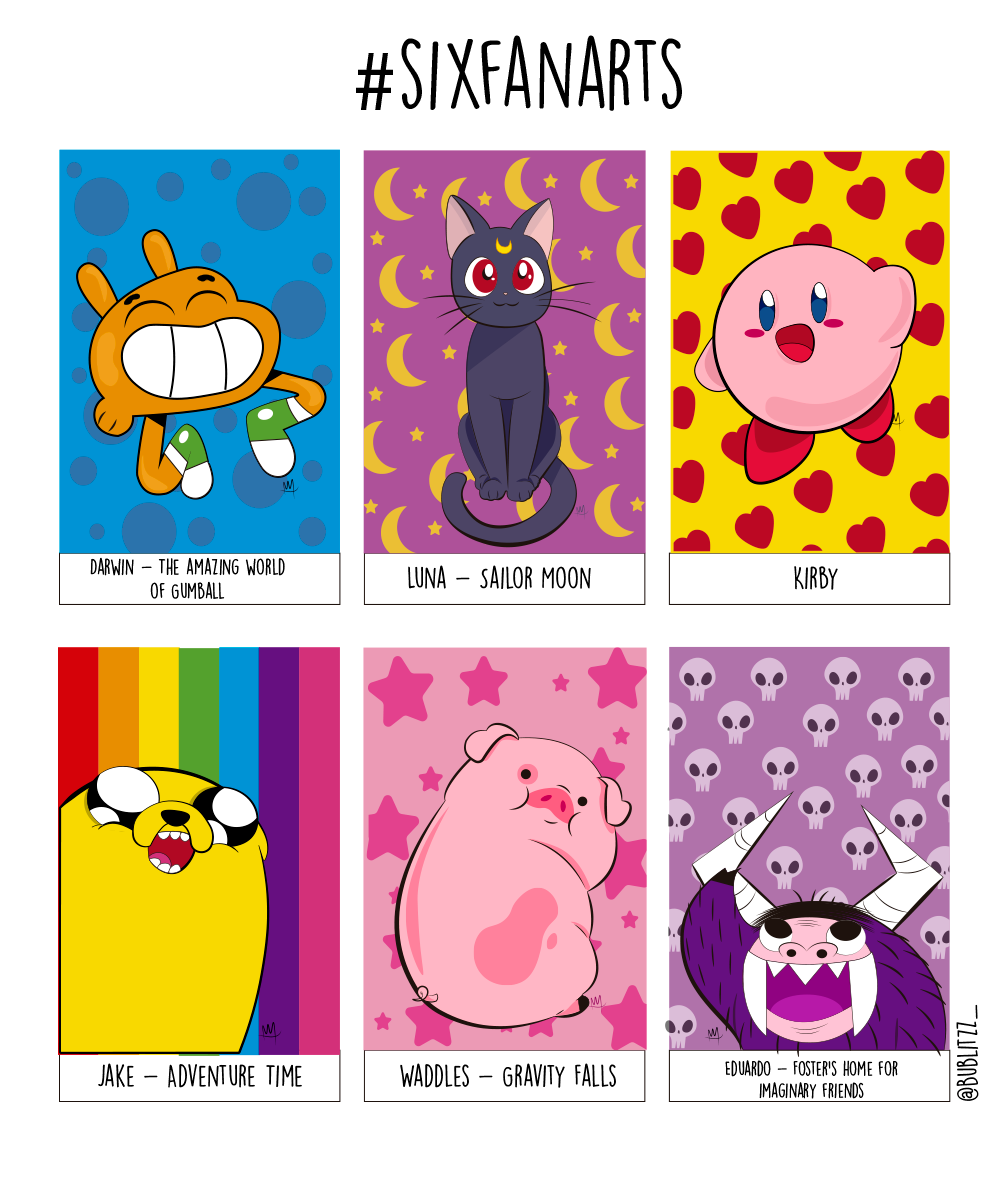 #SIXFANARTS
DARWIN – THE AMAZING WORLD
OF GUMBALL
LUNA – SAILOR MOON
KIRBY
JAKE – ADVENTURE TIME
WADDLES – GRAVITY FALLS
EDUARDO – FOSTER'S HOME FOR
IMAGINARY FRIENDS
@BUBLITZZ_